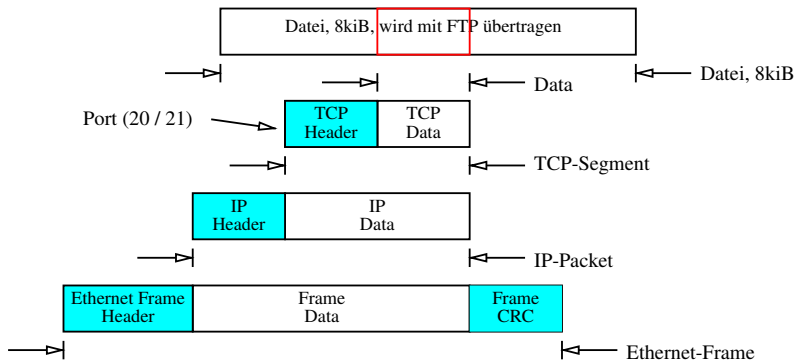 Datei, 8kiB, wird mit FTP übertragen
Datei, 8kiB
Data
Port (20 / 21)
TCP
Header
TCP
Data
TCP-Segment
IP
Header
IP
Data
IP-Packet
Ethernet Frame
Header
Frame
Data
Frame
CRC
Ethernet-Frame